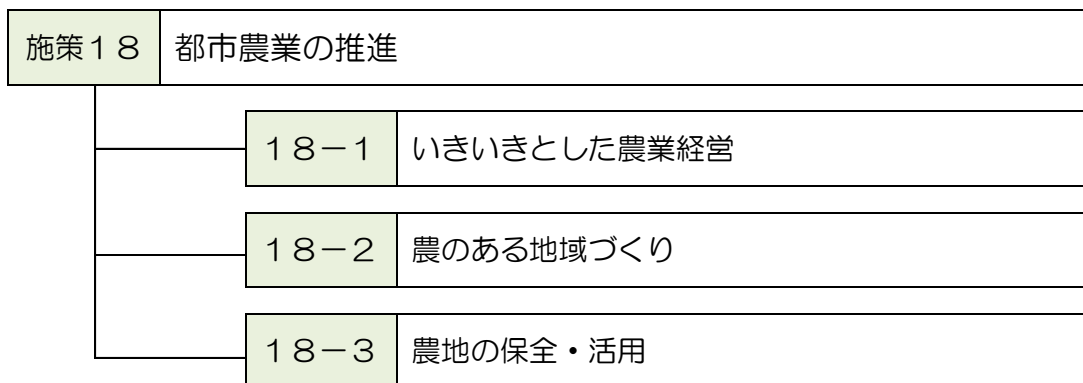 施策１８ 都市農業の推進
１８－１ いきいきとした農業経営
１８－２ 農のある地域づくり
１８－３ 農地の保全・活用